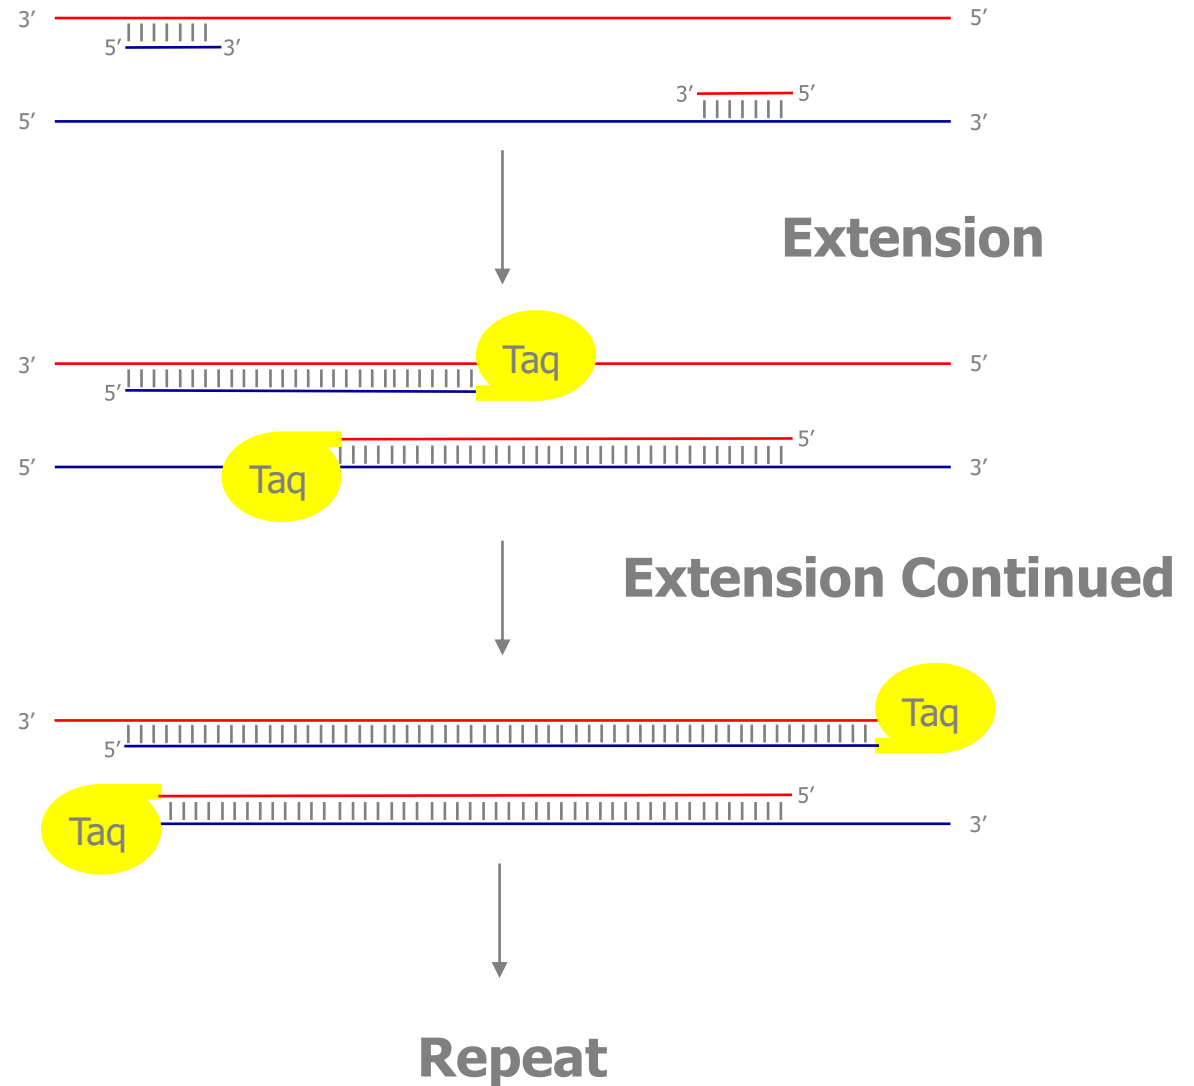 3′ 5′
5′ 3′
3′ 5′
5′ 3′
Extension
Taq
3′ 5′
5′
5′
5′ Taq 3′
Extension Continued
Taq
3′
5′
5′
Taq 3′
Repeat